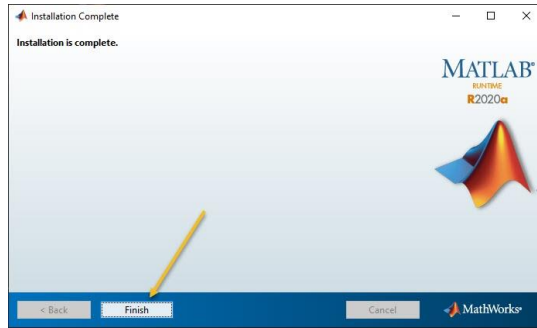 Installation Complete
Installation is complete.
MATLAB®
RUNTIME
R2020a
< Back
Finish
Cancel
MathWorks®